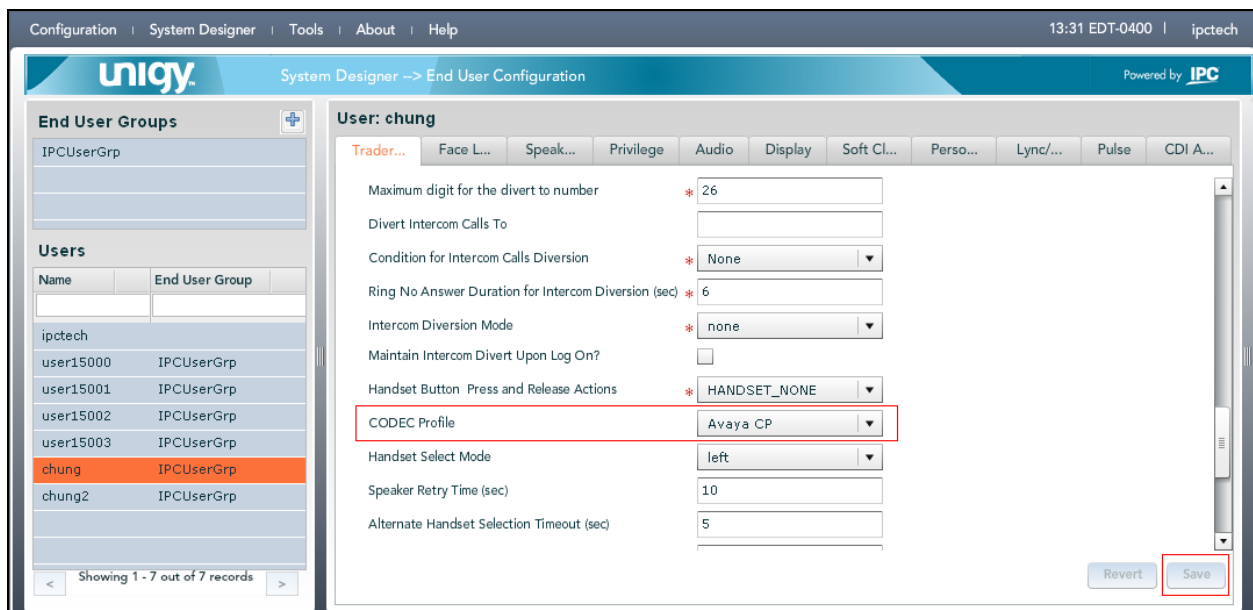 Configuration | System Designer | Tools | About | Help 13:31 EDT-0400 | ipctech
unigy System Designer --> End User Configuration Powered by IPC
End User Groups
IPCUserGrp
Users
Name End User Group
ipctech
user15000 IPCUserGrp
user15001 IPCUserGrp
user15002 IPCUserGrp
user15003 IPCUserGrp
chung IPCUserGrp
chung2 IPCUserGrp
< Showing 1 - 7 out of 7 records >
User: chung
Trader... Face L... Speak... Privilege Audio Display Soft Cl... Perso... Lync/... Pulse CDI A...
Maximum digit for the divert to number * 26
Divert Intercom Calls To
Condition for Intercom Calls Diversion * None
Ring No Answer Duration for Intercom Diversion (sec) * 6
Intercom Diversion Mode * none
Maintain Intercom Divert Upon Log On?
Handset Button Press and Release Actions * HANDSET_NONE
CODEC Profile Avaya CP
Handset Select Mode left
Speaker Retry Time (sec) 10
Alternate Handset Selection Timeout (sec) 5
Revert Save